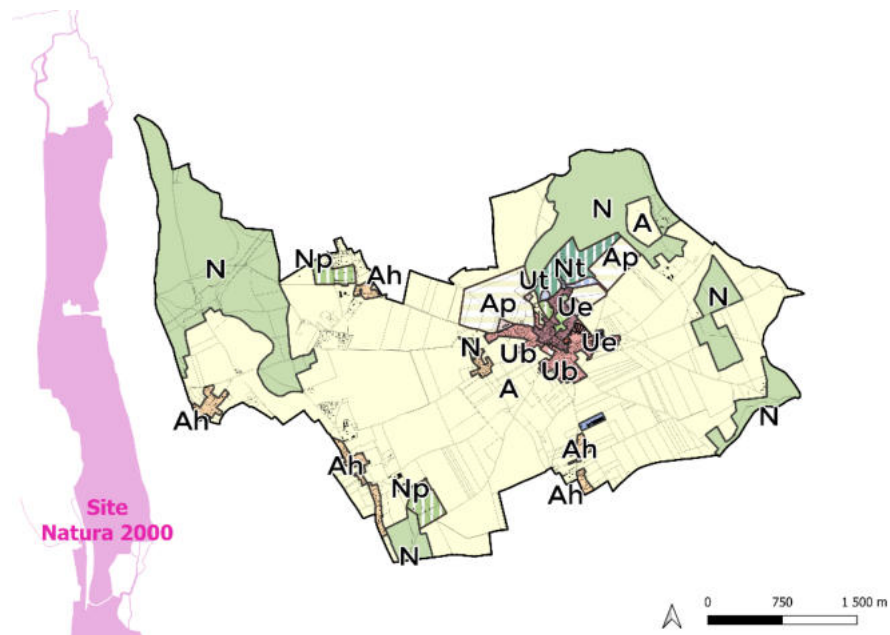 N
A
N
Np
Ah
Ap
Ut
Nt
Ap
Ue
N
N
Ub
Ue
Ub
A
Ah
N
Ah
Ah
Np
Ah
N
Site
Natura 2000
0 750 1 500 m